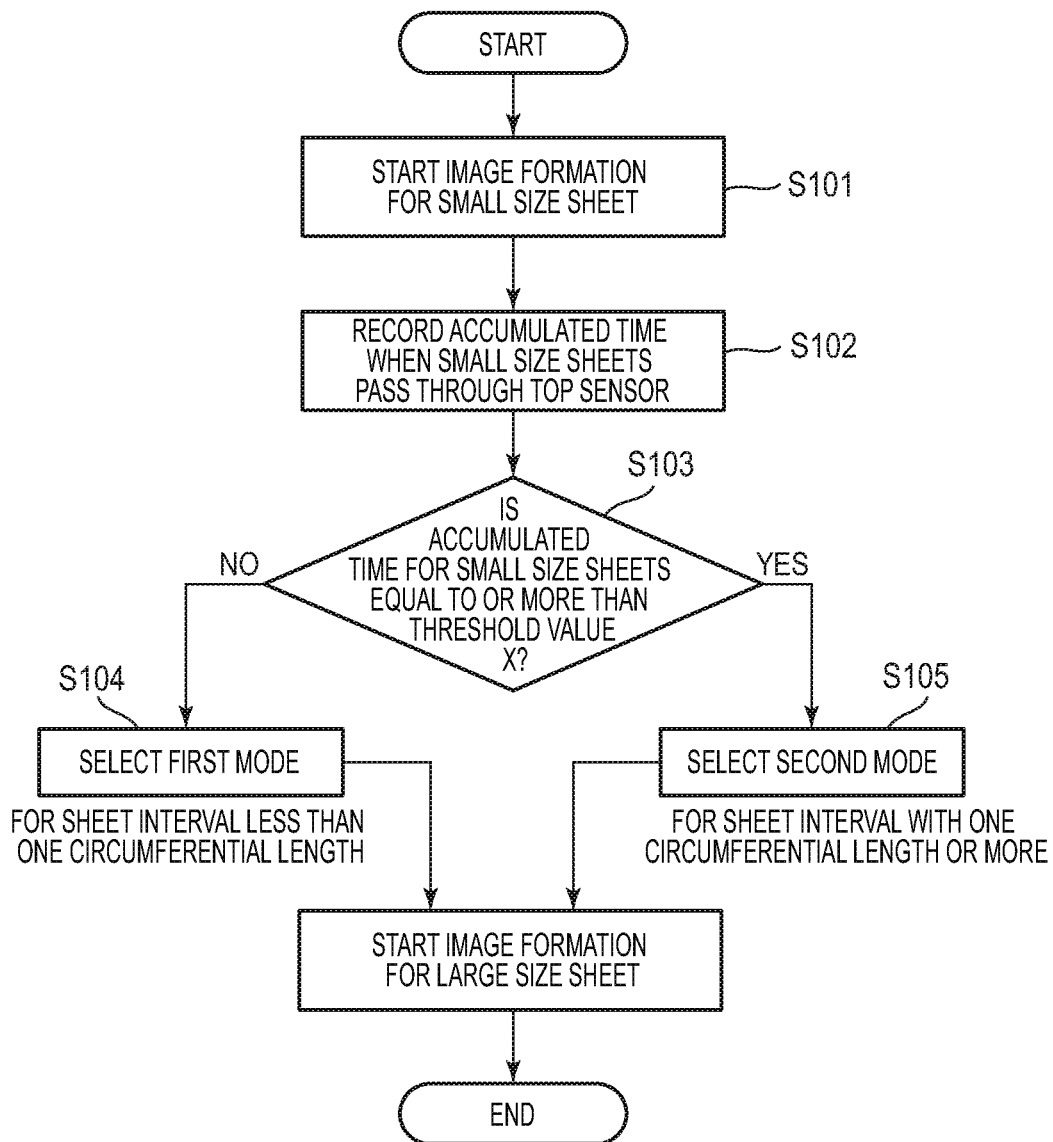 START
START IMAGE FORMATION
FOR SMALL SIZE SHEET
S101
RECORD ACCUMULATED TIME
WHEN SMALL SIZE SHEETS
PASS THROUGH TOP SENSOR
S102
S103
IS
ACCUMULATED
TIME FOR SMALL SIZE SHEETS
EQUAL TO OR MORE THAN
THRESHOLD VALUE
X?
NO
YES
S104
SELECT FIRST MODE
FOR SHEET INTERVAL LESS THAN
ONE CIRCUMFERENTIAL LENGTH
S105
SELECT SECOND MODE
FOR SHEET INTERVAL WITH ONE
CIRCUMFERENTIAL LENGTH OR MORE
START IMAGE FORMATION
FOR LARGE SIZE SHEET
END